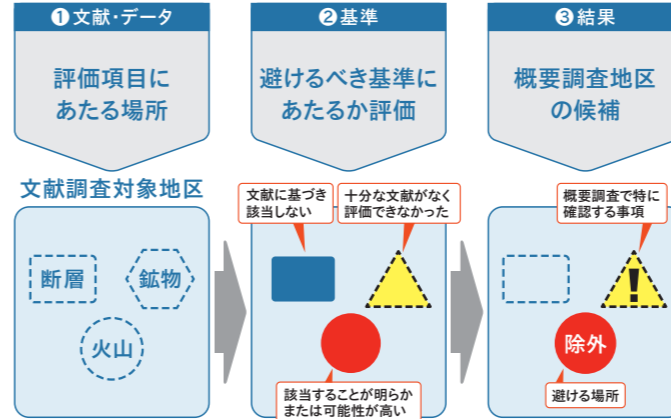 ❶文献・データ
評価項目に
あたる場所
文献調査対象地区
断層
鉱物
火山
❷基準
避けるべき基準に
あたるか評価
文献に基づき
該当しない
十分な文献がなく
評価できなかった
該当することが明らか
または可能性が高い
❸結果
概要調査地区
の候補
概要調査で特に
確認する事項
!
除外
避ける場所